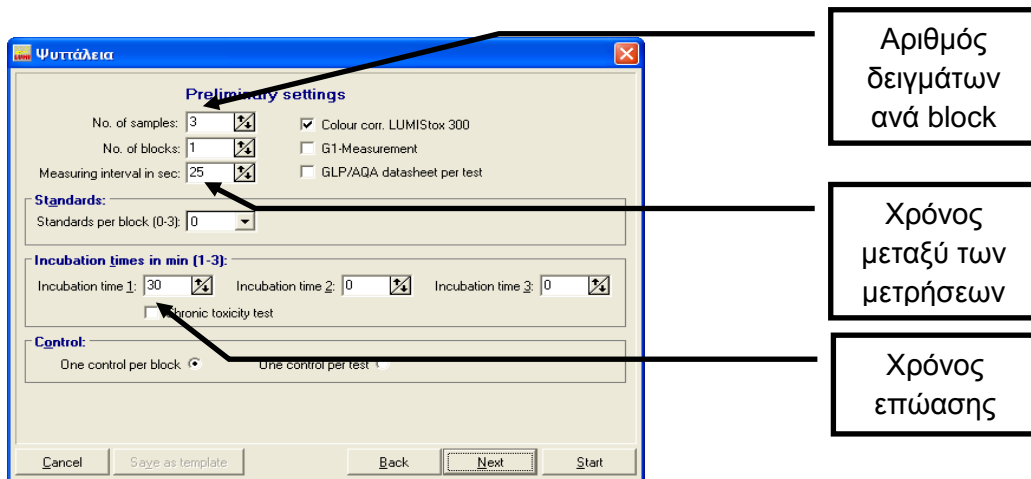 LUMI Ψυττάλεια
Preliminary settings
No. of samples: 3
Colour corr. LUMIStox 300
No. of blocks: 1
G1-Measurement
Measuring interval in sec: 25
GLP/AQA datasheet per test
Standards:
Standards per block (0-3): 0
Incubation times in min (1-3):
Incubation time 1: 30 Incubation time 2: 0 Incubation time 3: 0
Chronic toxicity test
Control:
One control per block One control per test
Cancel Save as template Back Next Start
Αριθμός
δειγμάτων
ανά block
Χρόνος
μεταξύ των
μετρήσεων
Χρόνος
επώασης